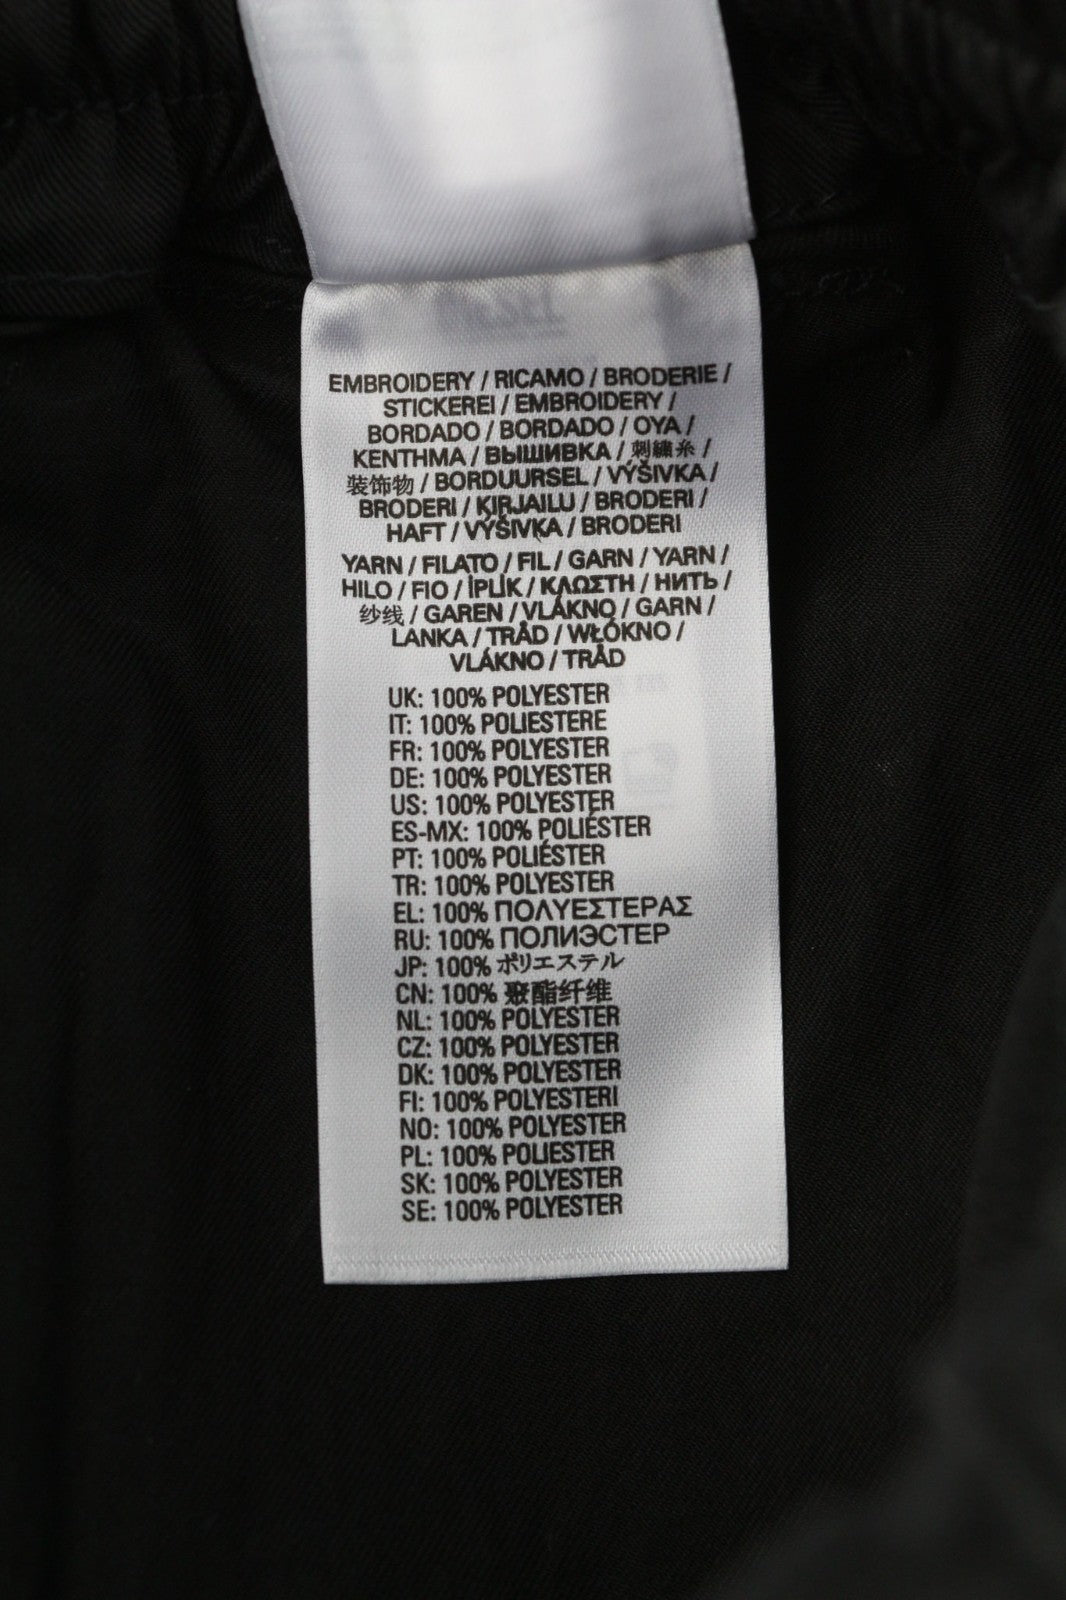 EMBROIDERY / RICAMO / BRODERIE /
STICKEREI / EMBROIDERY /
BORDADO / BORDADO / OYA /
ΚΕΝΤΗΜΑ / ВЫШИВКА / 刺繍糸 /
装饰物 / BORDUURSEL / VÝŠIVKA /
BRODERI / KIRJAILU / BRODERI /
HAFT / VÝŠIVKA / BRODERI
YARN / FILATO / FIL / GARN / YARN /
HILO / FIO / İPLİK / ΚΛΩΣΤΗ / НИТЬ /
纱线 / GAREN / VLÁKNO / GARN /
LANKA / TRÅD / WŁÓKNO /
VLÁKNO / TRÅD
UK: 100% POLYESTER
IT: 100% POLIESTERE
FR: 100% POLYESTER
DE: 100% POLYESTER
US: 100% POLYESTER
ES-MX: 100% POLIÉSTER
PT: 100% POLIÉSTER
TR: 100% POLYESTER
EL: 100% ΠΟΛΥΕΣΤΕΡΑΣ
RU: 100% ПОЛИЭСТЕР
JP: 100% ポリエステル
CN: 100% 聚酯纤维
NL: 100% POLYESTER
CZ: 100% POLYESTER
DK: 100% POLYESTER
FI: 100% POLYESTERI
NO: 100% POLYESTER
PL: 100% POLIESTER
SK: 100% POLYESTER
SE: 100% POLYESTER